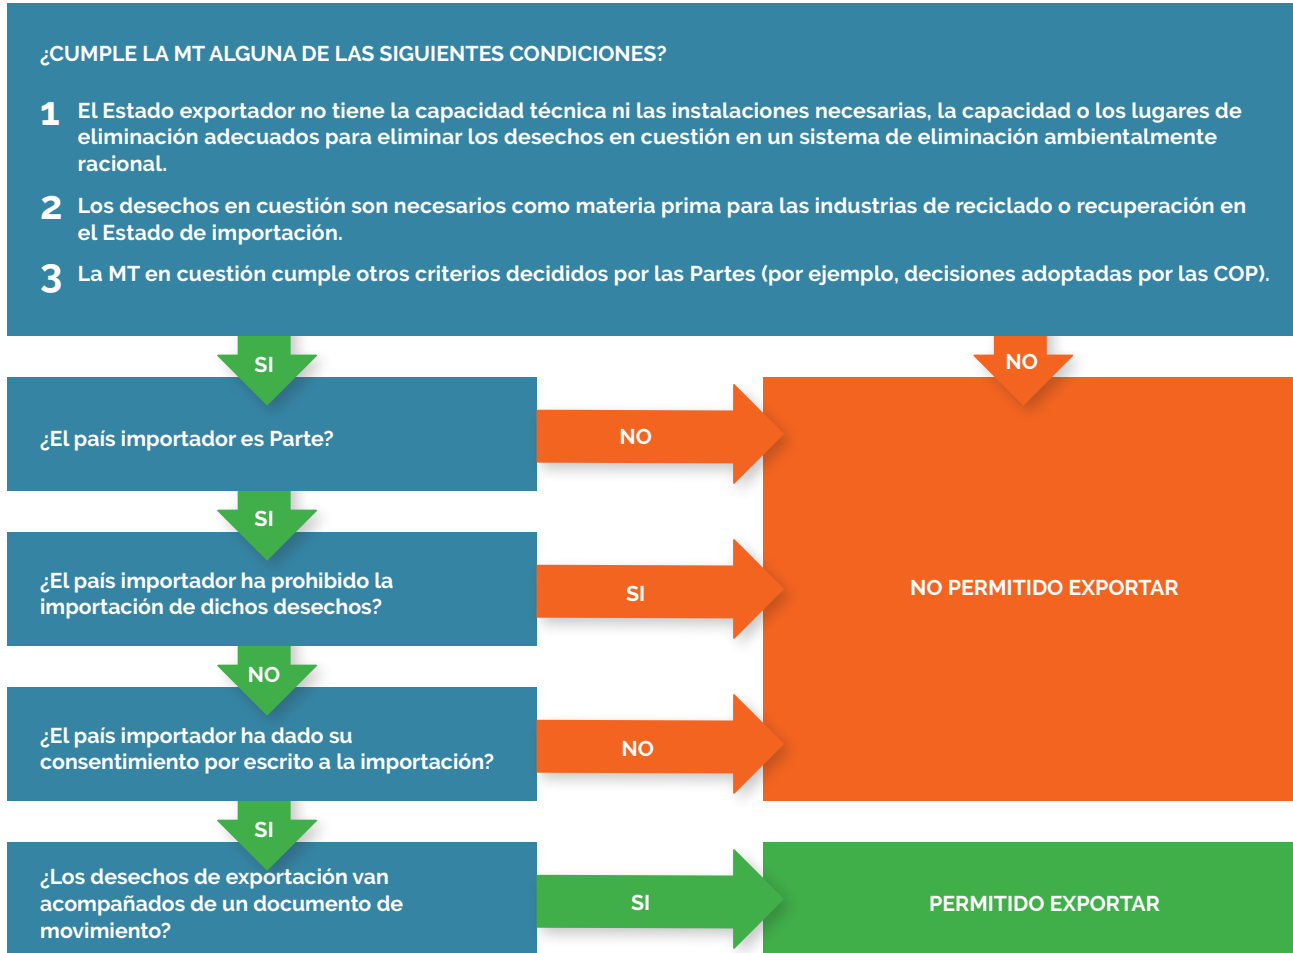 ¿CUMPLE LA MT ALGUNA DE LAS SIGUIENTES CONDICIONES?
1 El Estado exportador no tiene la capacidad técnica ni las instalaciones necesarias, la capacidad o los lugares de
eliminación adecuados para eliminar los desechos en cuestión en un sistema de eliminación ambientalmente
racional.
2 Los desechos en cuestión son necesarios como materia prima para las industrias de reciclado o recuperación en
el Estado de importación.
3 La MT en cuestión cumple otros criterios decididos por las Partes (por ejemplo, decisiones adoptadas por las COP).
SI
NO
¿El país importador es Parte?
NO
SI
¿El país importador ha prohibido la
importación de dichos desechos?
SI
NO PERMITIDO EXPORTAR
NO
¿El país importador ha dado su
consentimiento por escrito a la importación?
NO
SI
¿Los desechos de exportación van
acompañados de un documento de
movimiento?
SI
PERMITIDO EXPORTAR